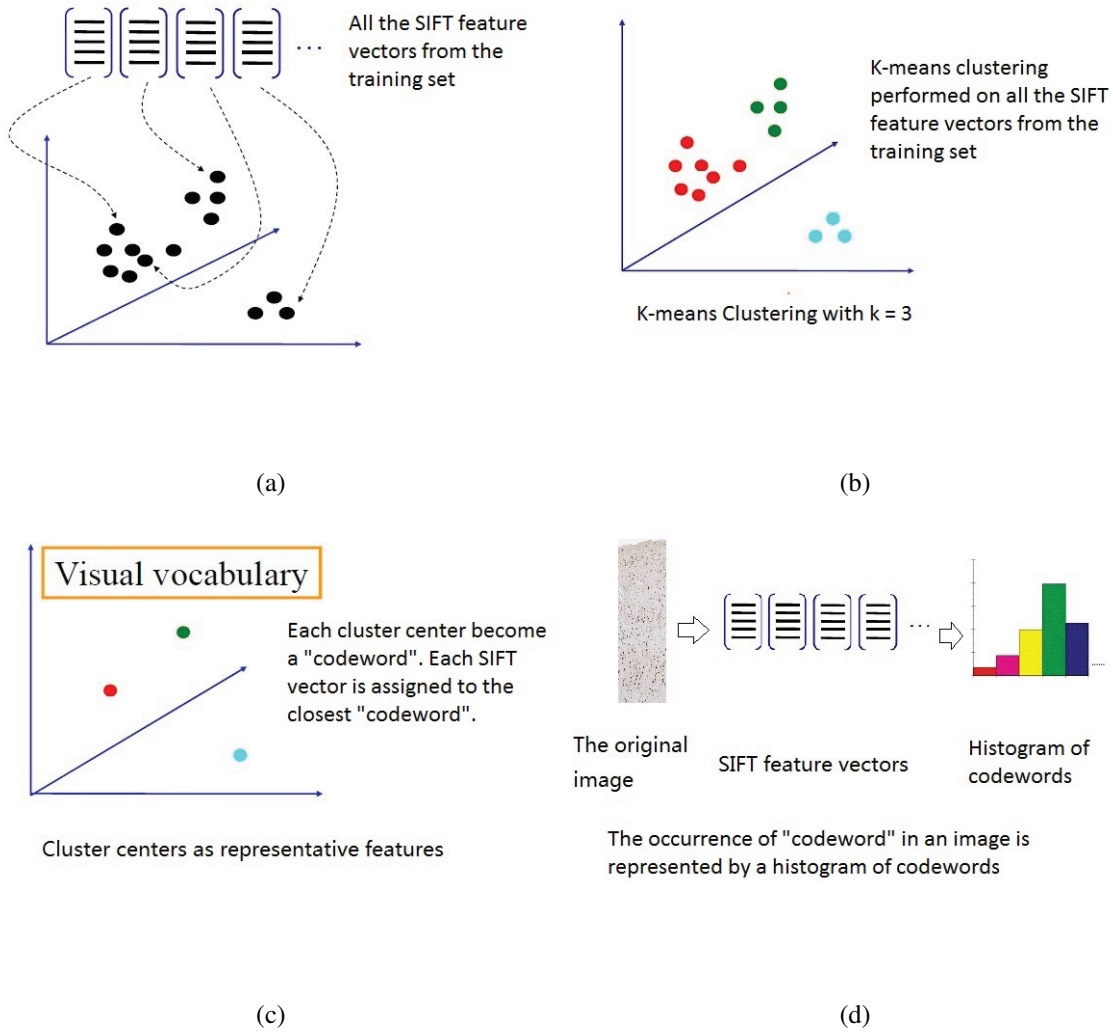 All the SIFT feature
vectors from the
training set
...
(a)
K-means clustering
performed on all the SIFT
feature vectors from the
training set
K-means Clustering with k = 3
(b)
Visual vocabulary
Each cluster center become
a "codeword". Each SIFT
vector is assigned to the
closest "codeword".
Cluster centers as representative features
(c)
...
.....
The original
image
SIFT feature vectors
Histogram of
codewords
The occurrence of "codeword" in an image is
represented by a histogram of codewords
(d)